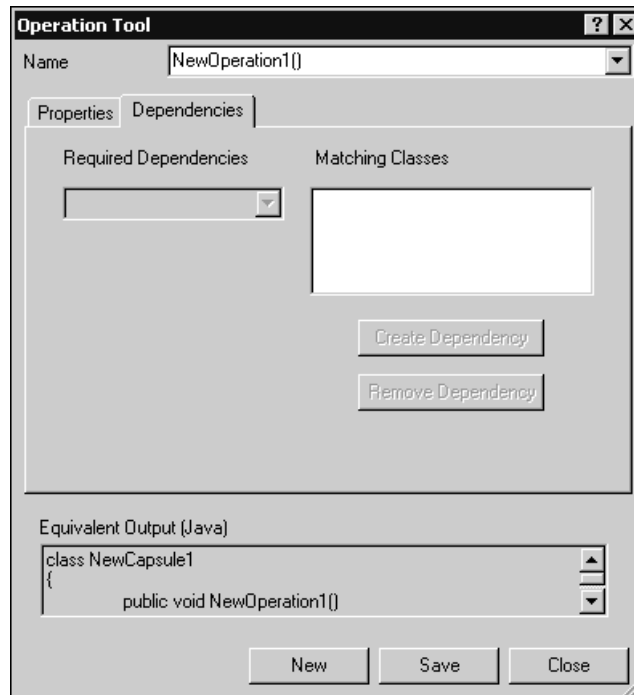 Operation Tool
Name NewOperation1()
Properties Dependencies
Required Dependencies Matching Classes
Create Dependency
Remove Dependency
Equivalent Output (Java)
class NewCapsule1
{
public void NewOperation1()
New Save Close